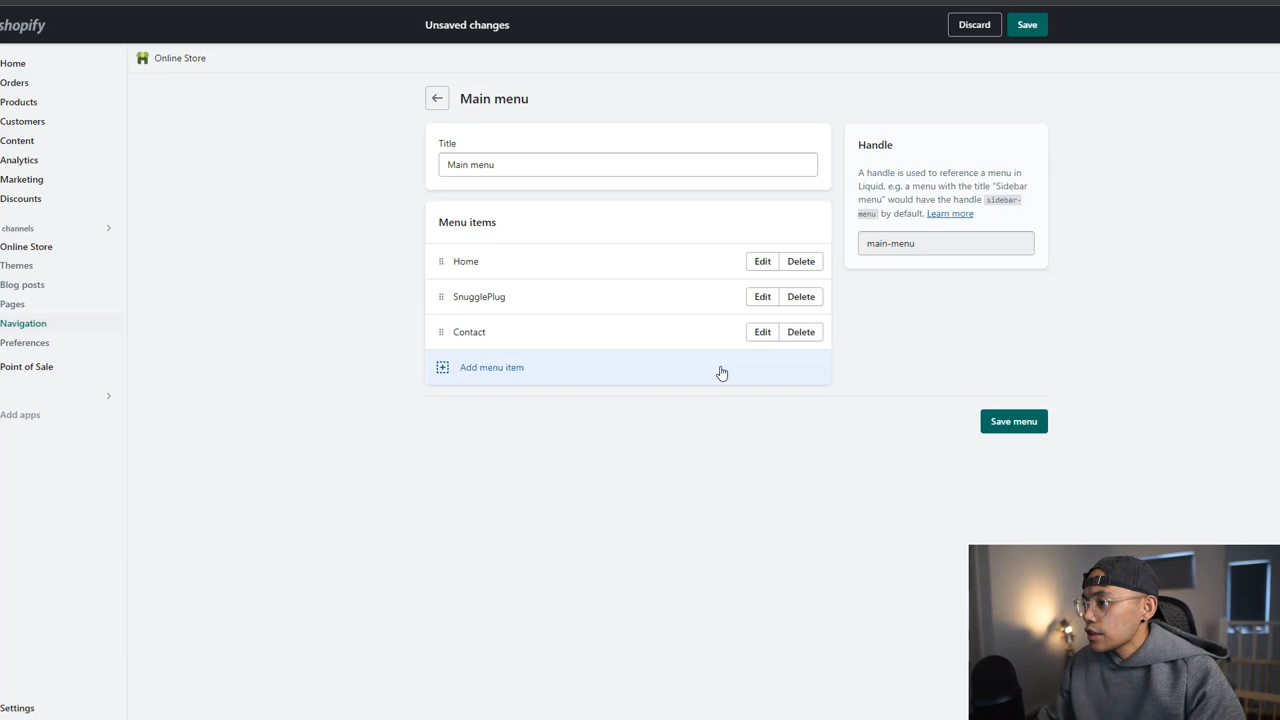 shopify
Unsaved changes
Discard
Save
Home
Orders
Products
Customers
Content
Analytics
Marketing
Discounts
channels
Online Store
Themes
Blog posts
Pages
Navigation
Preferences
Point of Sale
Add apps
Settings
Online Store
Main menu
Title
Main menu
Menu items
Home
Edit
Delete
SnugglePlug
Edit
Delete
Contact
Edit
Delete
Add menu item
Handle
A handle is used to reference a menu in
Liquid. e.g. a menu with the title "Sidebar
menu" would have the handle sidebar-
menu by default. Learn more
main-menu
Save menu